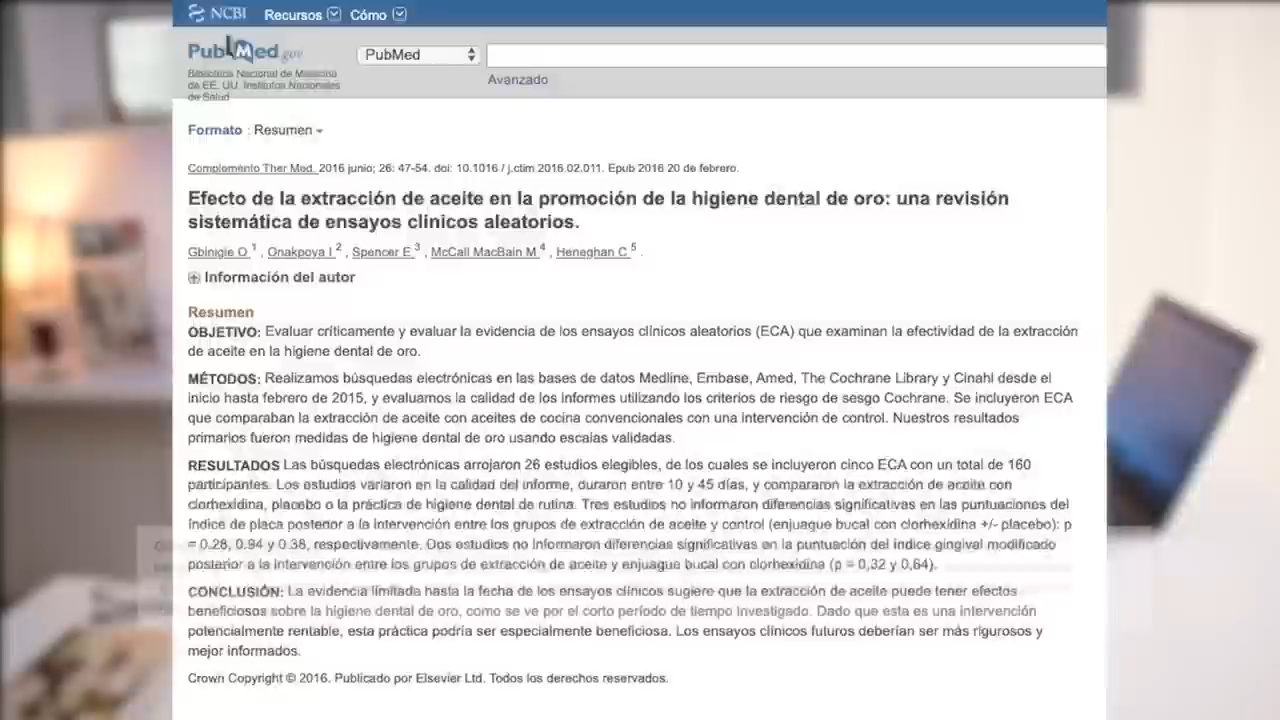 NCBI Recursos Cómo
PubMed.gov PubMed
Biblioteca Nacional de Medicina
de EE. UU. Institutos Nacionales
de Salud
Avanzado
Formato : Resumen
Complemento Ther Med. 2016 junio; 26: 47-54. doi: 10.1016 / j.ctim 2016.02.011. Epub 2016 20 de febrero.
Efecto de la extracción de aceite en la promoción de la higiene dental de oro: una revisión
sistemática de ensayos clínicos aleatorios.
Gbinigie O 1 , Onakpoya I 2 , Spencer E 3 , McCall MacBain M 4 , Heneghan C 5 .
Información del autor
Resumen
OBJETIVO: Evaluar críticamente y evaluar la evidencia de los ensayos clínicos aleatorios (ECA) que examinan la efectividad de la extracción
de aceite en la higiene dental de oro.
MÉTODOS: Realizamos búsquedas electrónicas en las bases de datos Medline, Embase, Amed, The Cochrane Library y Cinahl desde el
inicio hasta febrero de 2015, y evaluamos la calidad de los informes utilizando los criterios de riesgo de sesgo Cochrane. Se incluyeron ECA
que comparaban la extracción de aceite con aceites de cocina convencionales con una intervención de control. Nuestros resultados
primarios fueron medidas de higiene dental de oro usando escalas validadas.
RESULTADOS Las búsquedas electrónicas arrojaron 26 estudios elegibles, de los cuales se incluyeron cinco ECA con un total de 160
participantes. Los estudios variaron en la calidad del informe, duraron entre 10 y 45 días, y compararon la extracción de aceite con
clorhexidina, placebo o la práctica de higiene dental de rutina. Tres estudios no informaron diferencias significativas en las puntuaciones del
índice de placa posterior a la intervención entre los grupos de extracción de aceite y control (enjuague bucal con clorhexidina +/- placebo): p
= 0.28, 0.94 y 0.38, respectivamente. Dos estudios no informaron diferencias significativas en la puntuación del índice gingival modificado
posterior a la intervención entre los grupos de extracción de aceite y enjuague bucal con clorhexidina (p = 0,32 y 0,64).
CONCLUSIÓN: La evidencia limitada hasta la fecha de los ensayos clínicos sugiere que la extracción de aceite puede tener efectos
beneficiosos sobre la higiene dental de oro, como se ve por el corto período de tiempo investigado. Dado que esta es una intervención
potencialmente rentable, esta práctica podría ser especialmente beneficiosa. Los ensayos clínicos futuros deberían ser más rigurosos y
mejor informados.
Crown Copyright © 2016. Publicado por Elsevier Ltd. Todos los derechos reservados.